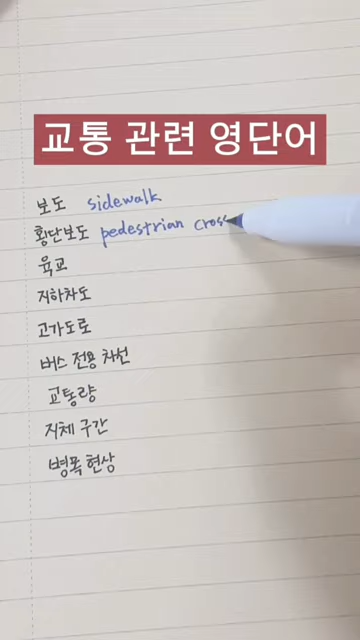 교통 관련 영단어
보도 sidewalk
횡단보도 pedestrian cross
육교
지하차도
고가도로
버스 전용 차선
교통량
지체 구간
병목 현상